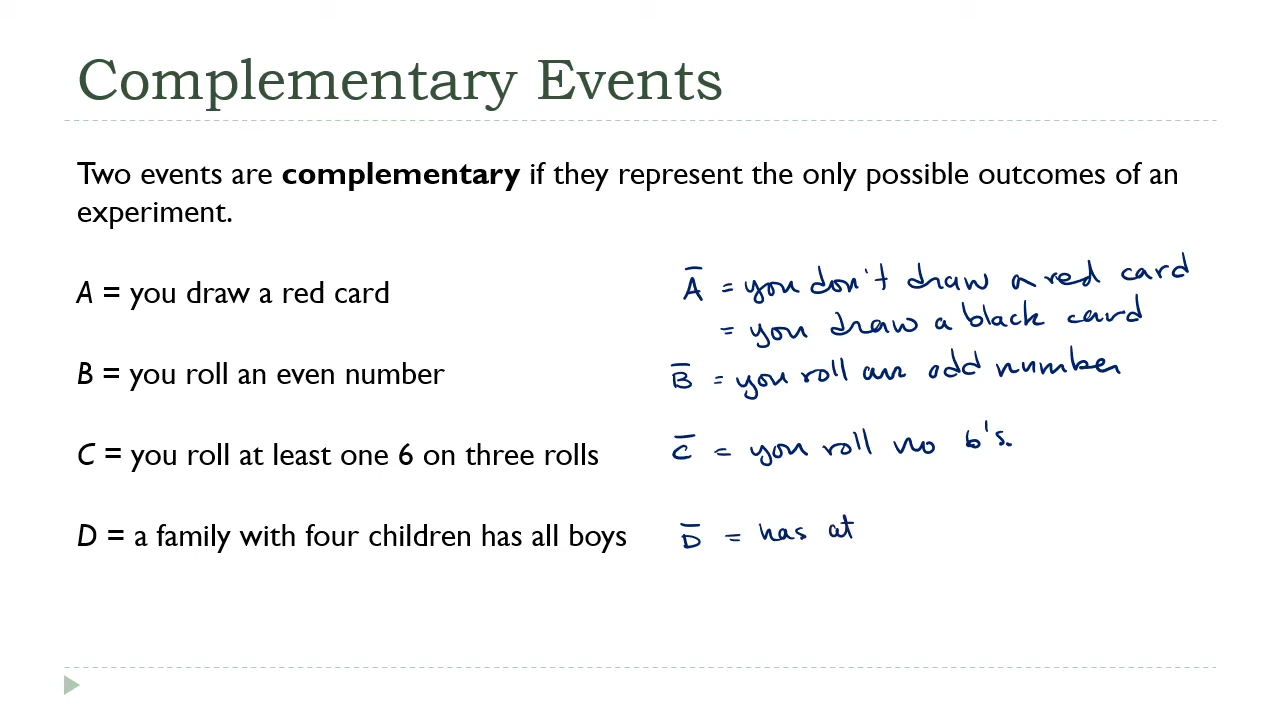 Complementary Events
Two events are complementary if they represent the only possible outcomes of an
experiment.
A = you draw a red card
A̅ = you don't draw a red card
= you draw a black card
B = you roll an even number
B̅ = you roll an odd number
C = you roll at least one 6 on three rolls
C̅ = you roll no 6's.
D = a family with four children has all boys
D̅ = has at